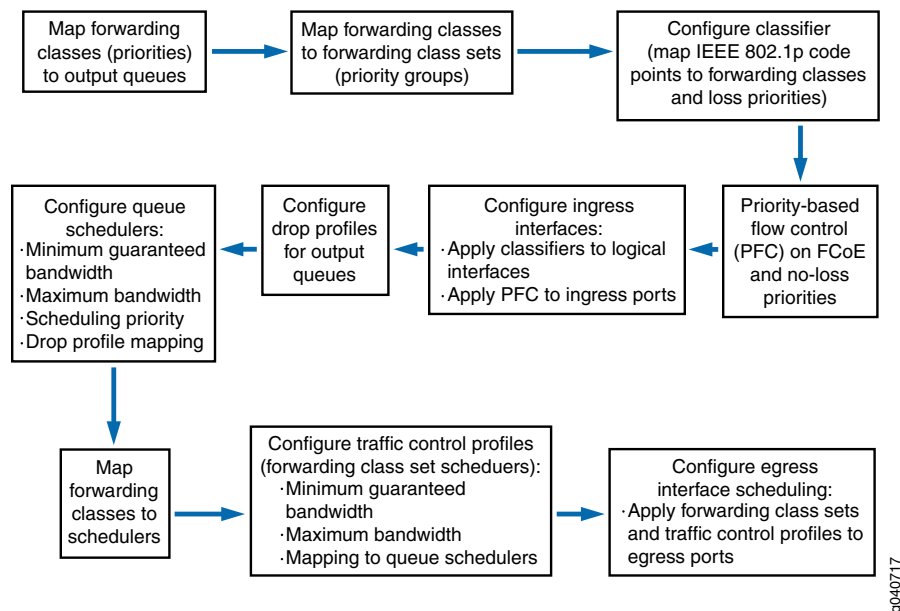 Map forwarding
classes (priorities)
to output queues
Map forwarding classes
to forwarding class sets
(priority groups)
Configure classifier
(map IEEE 802.1p code
points to forwarding classes
and loss priorities)
Priority-based
flow control
(PFC) on FCoE
and no-loss
priorities
Configure ingress
interfaces:
·Apply classifiers to logical
interfaces
·Apply PFC to ingress ports
Configure
drop profiles
for output
queues
Configure queue
schedulers:
·Minimum guaranteed
bandwidth
·Maximum bandwidth
·Scheduling priority
·Drop profile mapping
Map
forwarding
classes to
schedulers
Configure traffic control profiles
(forwarding class set scheduers):
·Minimum guaranteed
bandwidth
·Maximum bandwidth
·Mapping to queue schedulers
Configure egress
interface scheduling:
·Apply forwarding class sets
and traffic control profiles to
egress ports
g040717